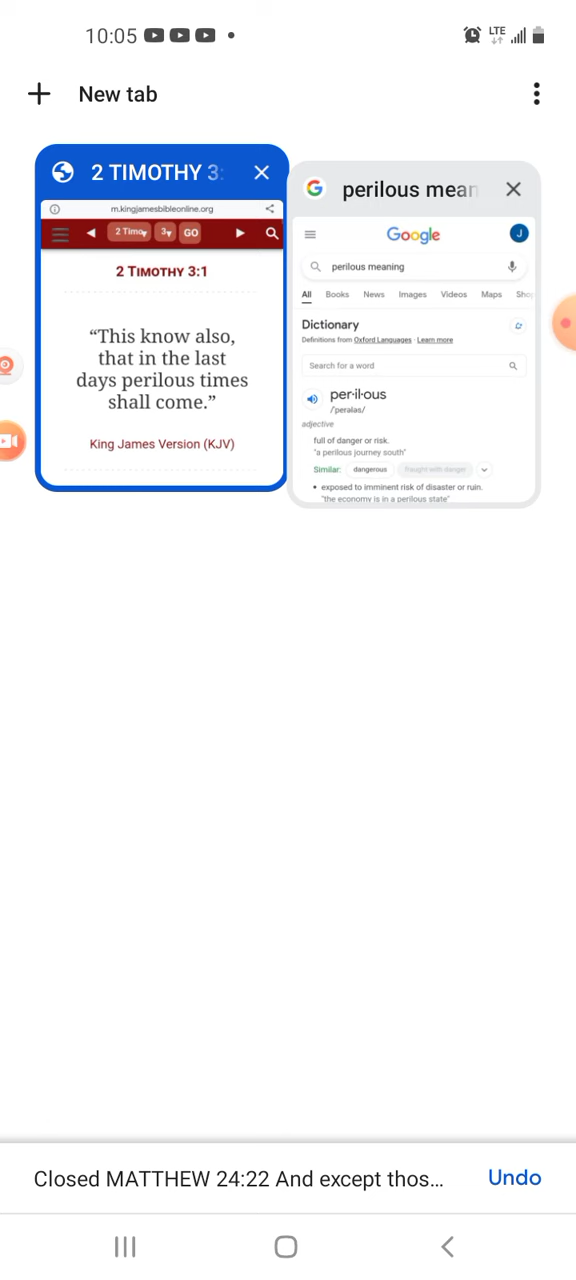 10:05
LTE
New tab
2 TIMOTHY 3:
m.kingjamesbibleonline.org
2 Timo
3
GO
2 TIMOTHY 3:1
“This know also,
that in the last
days perilous times
shall come.”
King James Version (KJV)
perilous mean
Google
J
perilous meaning
All Books News Images Videos Maps Sho
Dictionary
Definitions from Oxford Languages · Learn more
Search for a word
per·il·ous
/ˈperələs/
adjective
full of danger or risk.
"a perilous journey south"
Similar: dangerous fraught with danger
• exposed to imminent risk of disaster or ruin.
"the economy is in a perilous state"
Closed MATTHEW 24:22 And except thos... Undo